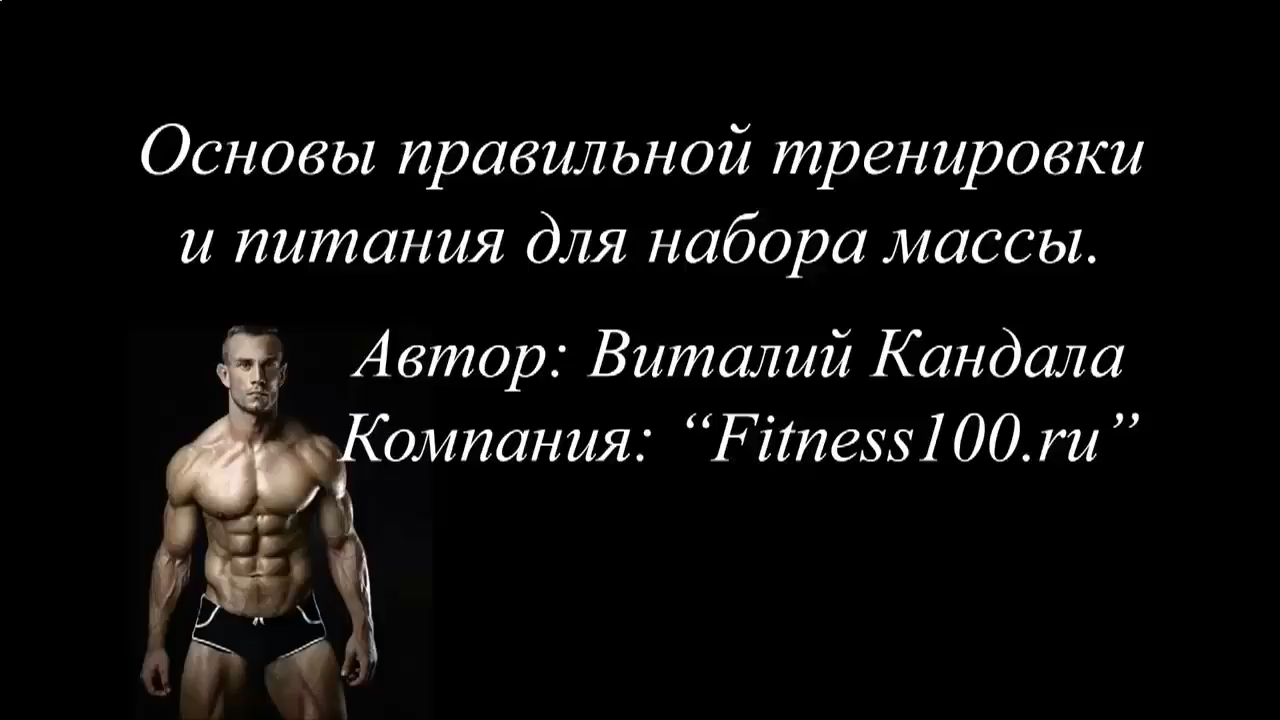 Основы правильной тренировки
и питания для набора массы.
Автор: Виталий Кандала
Компания: “Fitness100.ru”